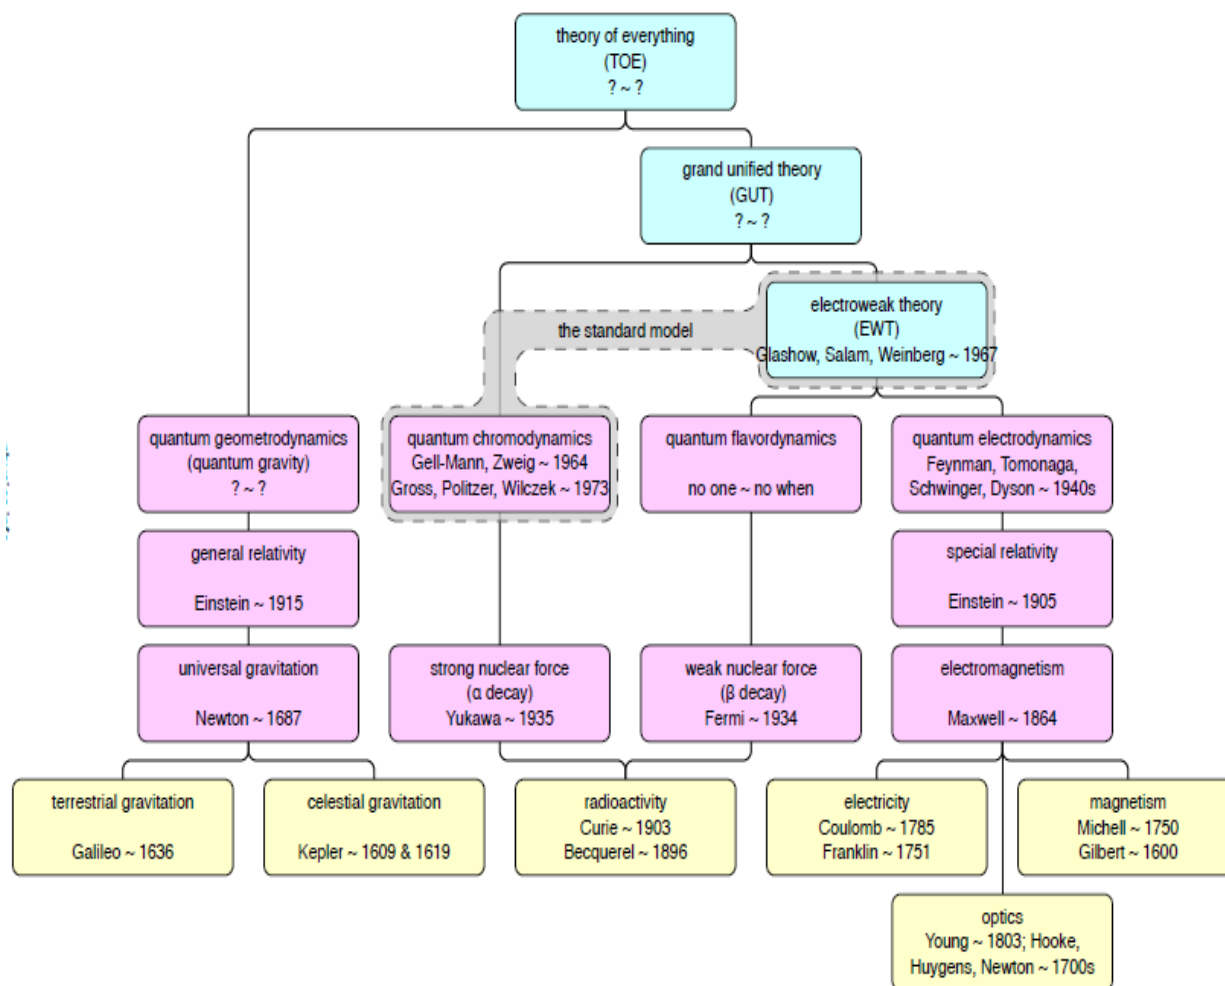 theory of everything
(TOE)
? ~ ?
grand unified theory
(GUT)
? ~ ?
electroweak theory
(EWT)
Glashow, Salam, Weinberg ~ 1967
the standard model
quantum geometrodynamics
(quantum gravity)
? ~ ?
quantum chromodynamics
Gell-Mann, Zweig ~ 1964
Gross, Politzer, Wilczek ~ 1973
quantum flavordynamics
no one ~ no when
quantum electrodynamics
Feynman, Tomonaga,
Schwinger, Dyson ~ 1940s
general relativity
Einstein ~ 1915
special relativity
Einstein ~ 1905
universal gravitation
Newton ~ 1687
strong nuclear force
(α decay)
Yukawa ~ 1935
weak nuclear force
(β decay)
Fermi ~ 1934
electromagnetism
Maxwell ~ 1864
terrestrial gravitation
Galileo ~ 1636
celestial gravitation
Kepler ~ 1609 & 1619
radioactivity
Curie ~ 1903
Becquerel ~ 1896
electricity
Coulomb ~ 1785
Franklin ~ 1751
magnetism
Michell ~ 1750
Gilbert ~ 1600
optics
Young ~ 1803; Hooke,
Huygens, Newton ~ 1700s